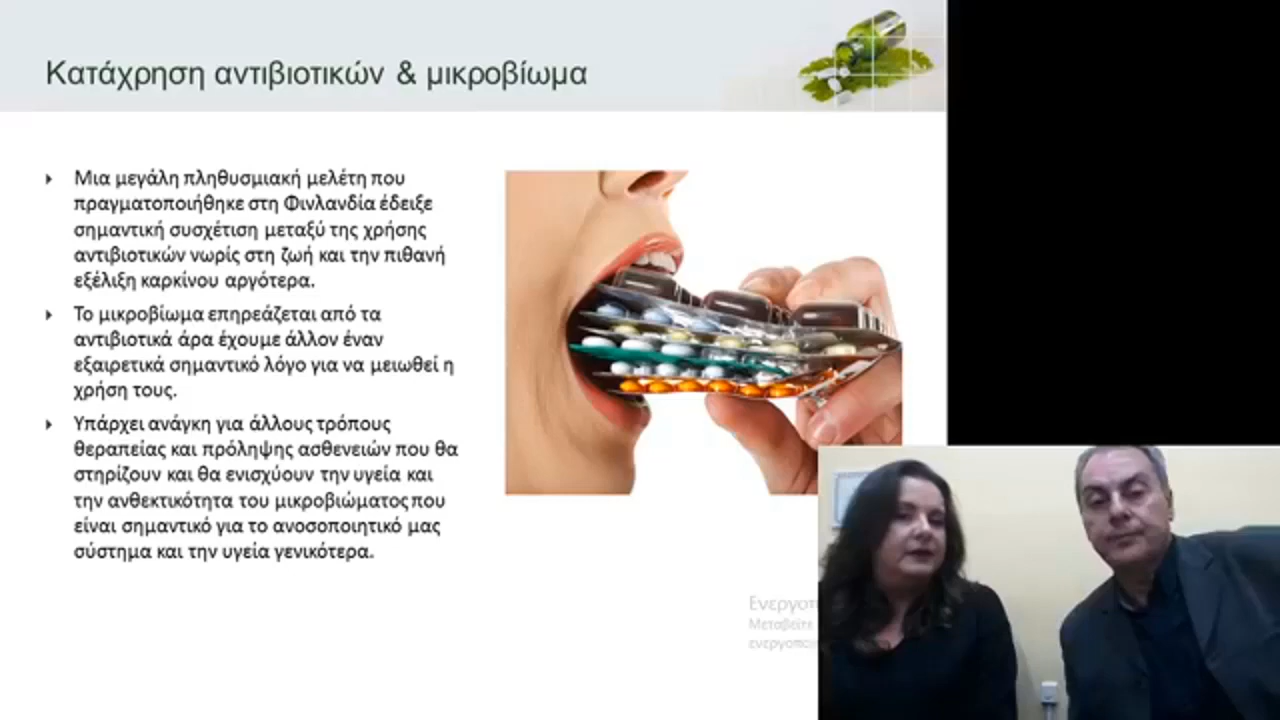 Κατάχρηση αντιβιοτικών & μικροβίωμα
Μια μεγάλη πληθυσμιακή μελέτη που
πραγματοποιήθηκε στη Φινλανδία έδειξε
σημαντική συσχέτιση μεταξύ της χρήσης
αντιβιοτικών νωρίς στη ζωή και την πιθανή
εξέλιξη καρκίνου αργότερα.
Το μικροβίωμα επηρεάζεται από τα
αντιβιοτικά άρα έχουμε άλλον έναν
εξαιρετικά σημαντικό λόγο για να μειωθεί η
χρήση τους.
Υπάρχει ανάγκη για άλλους τρόπους
θεραπείας και πρόληψης ασθενειών που θα
στηρίζουν και θα ενισχύουν την υγεία και
την ανθεκτικότητα του μικροβιώματος που
είναι σημαντικό για το ανοσοποιητικό μας
σύστημα και την υγεία γενικότερα.
Μεταβείτε